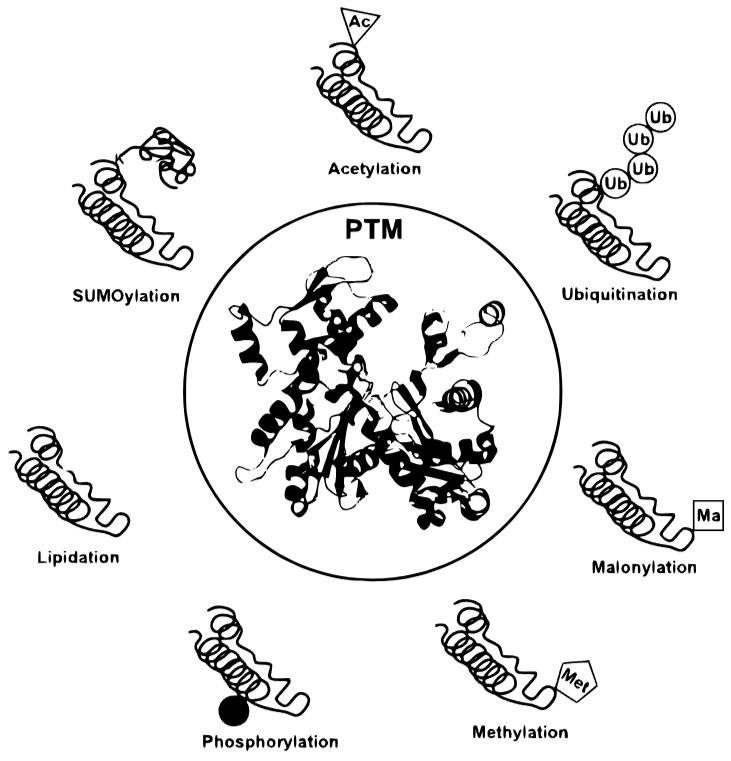 Ac
Acetylation
Ub
Ub
Ub
Ub
Ubiquitination
SUMOylation
PTM
Lipidation
Ma
Malonylation
Met
Methylation
Phosphorylation